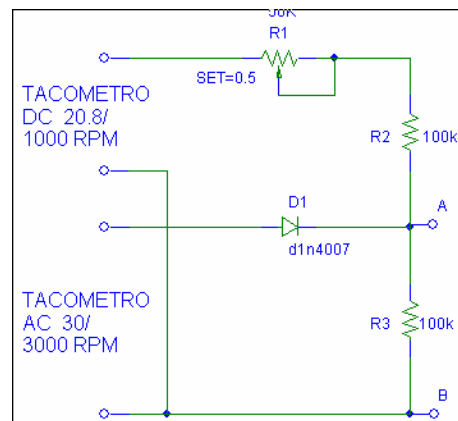 R1
SET=0.5
TACOMETRO
DC 20.8/
1000 RPM
R2 100k
A
D1
d1n4007
TACOMETRO
AC 30/
3000 RPM
R3 100k
B